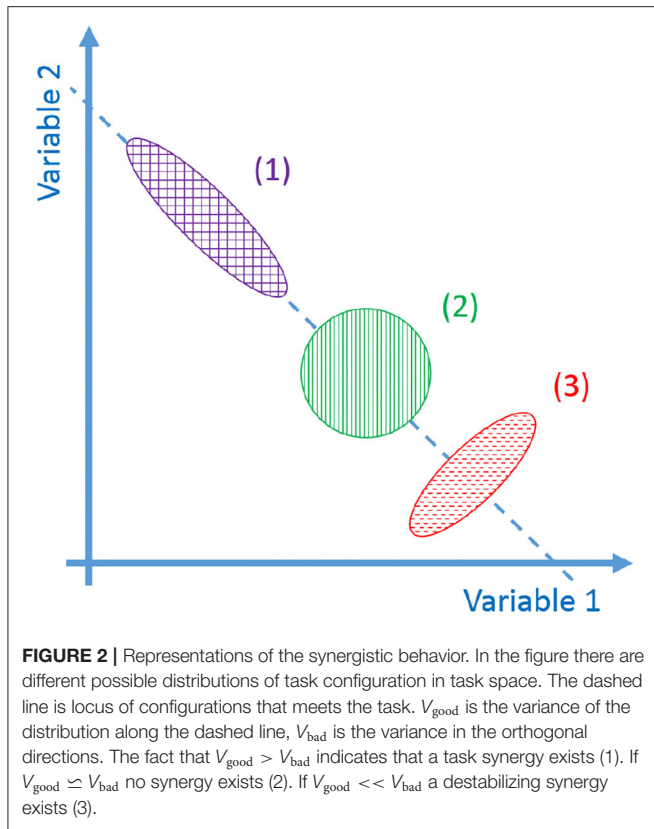 Variable 2
(1)
(2)
(3)
Variable 1
FIGURE 2 | Representations of the synergistic behavior. In the figure there are
different possible distributions of task configuration in task space. The dashed
line is locus of configurations that meets the task. Vgood is the variance of the
distribution along the dashed line, Vbad is the variance in the orthogonal
directions. The fact that Vgood > Vbad indicates that a task synergy exists (1). If
Vgood ≌ Vbad no synergy exists (2). If Vgood << Vbad a destabilizing synergy
exists (3).